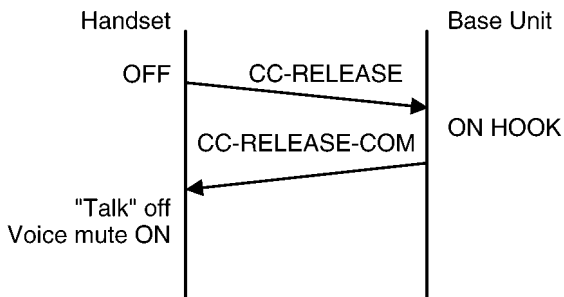 Handset
Base Unit
OFF
CC-RELEASE
ON HOOK
CC-RELEASE-COM
"Talk" off
Voice mute ON